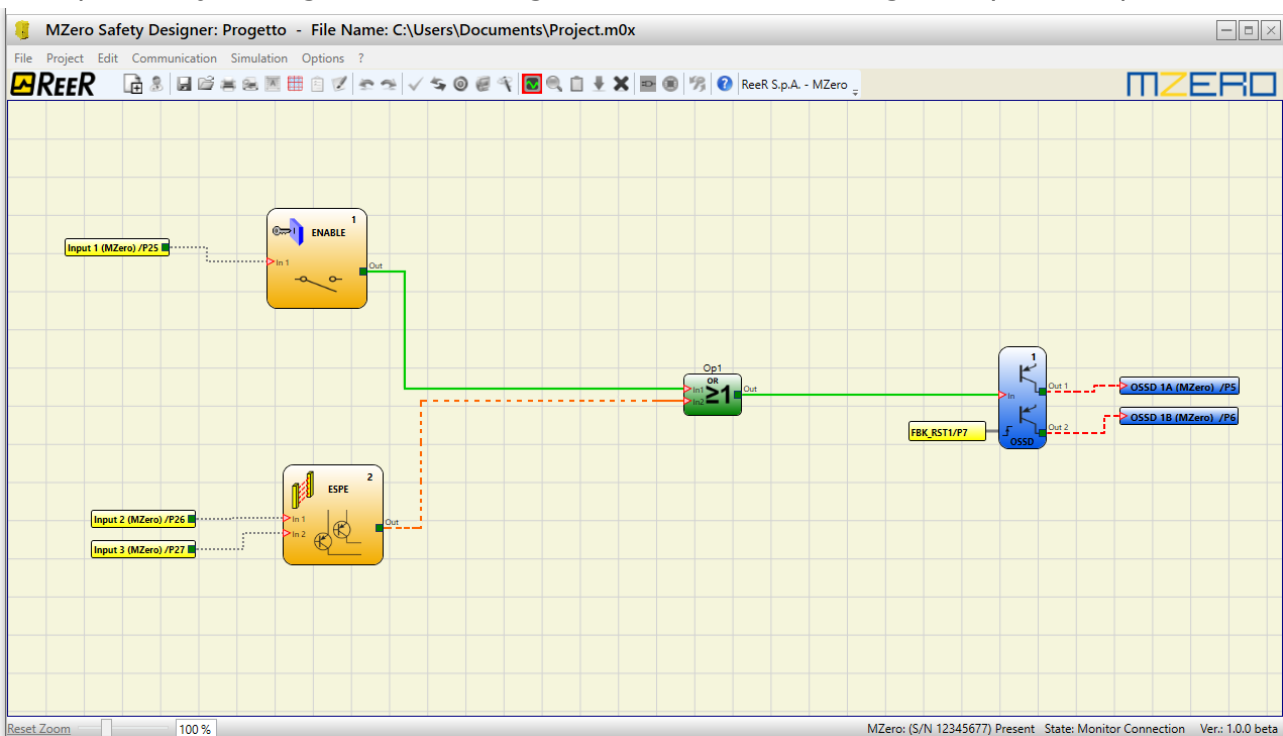 MZero Safety Designer: Progetto - File Name: C:\Users\Documents\Project.m0x
File Project Edit Communication Simulation Options ?
REER ReeR S.p.A. - MZero MZERO
1
ENABLE
Input 1 (MZero) /P25
In 1
Out
Op1
OR
In1 ≥1 Out
In2
1
Out 1
OSSD 1A (MZero) /P5
In
OSSD 1B (MZero) /P6
FBK_RST1/P7
Out 2
OSSD
2
ESPE
Input 2 (MZero) /P26
In 1
Out
In 2
Input 3 (MZero) /P27
Reset Zoom 100 % MZero: (S/N 12345677) Present State: Monitor Connection Ver.: 1.0.0 beta